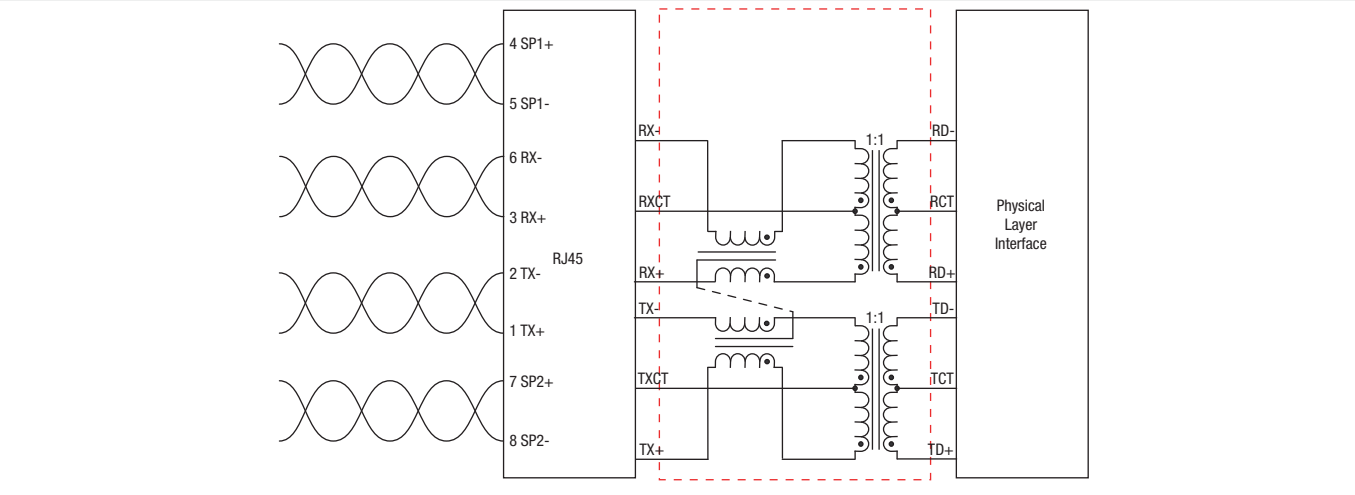 4 SP1+
5 SP1-
6 RX-
3 RX+
2 TX-
1 TX+
7 SP2+
8 SP2-
RJ45
RX-
RXCT
RX+
TX-
TXCT
TX+
1:1
1:1
RD-
RCT
RD+
TD-
TCT
TD+
Physical
Layer
Interface